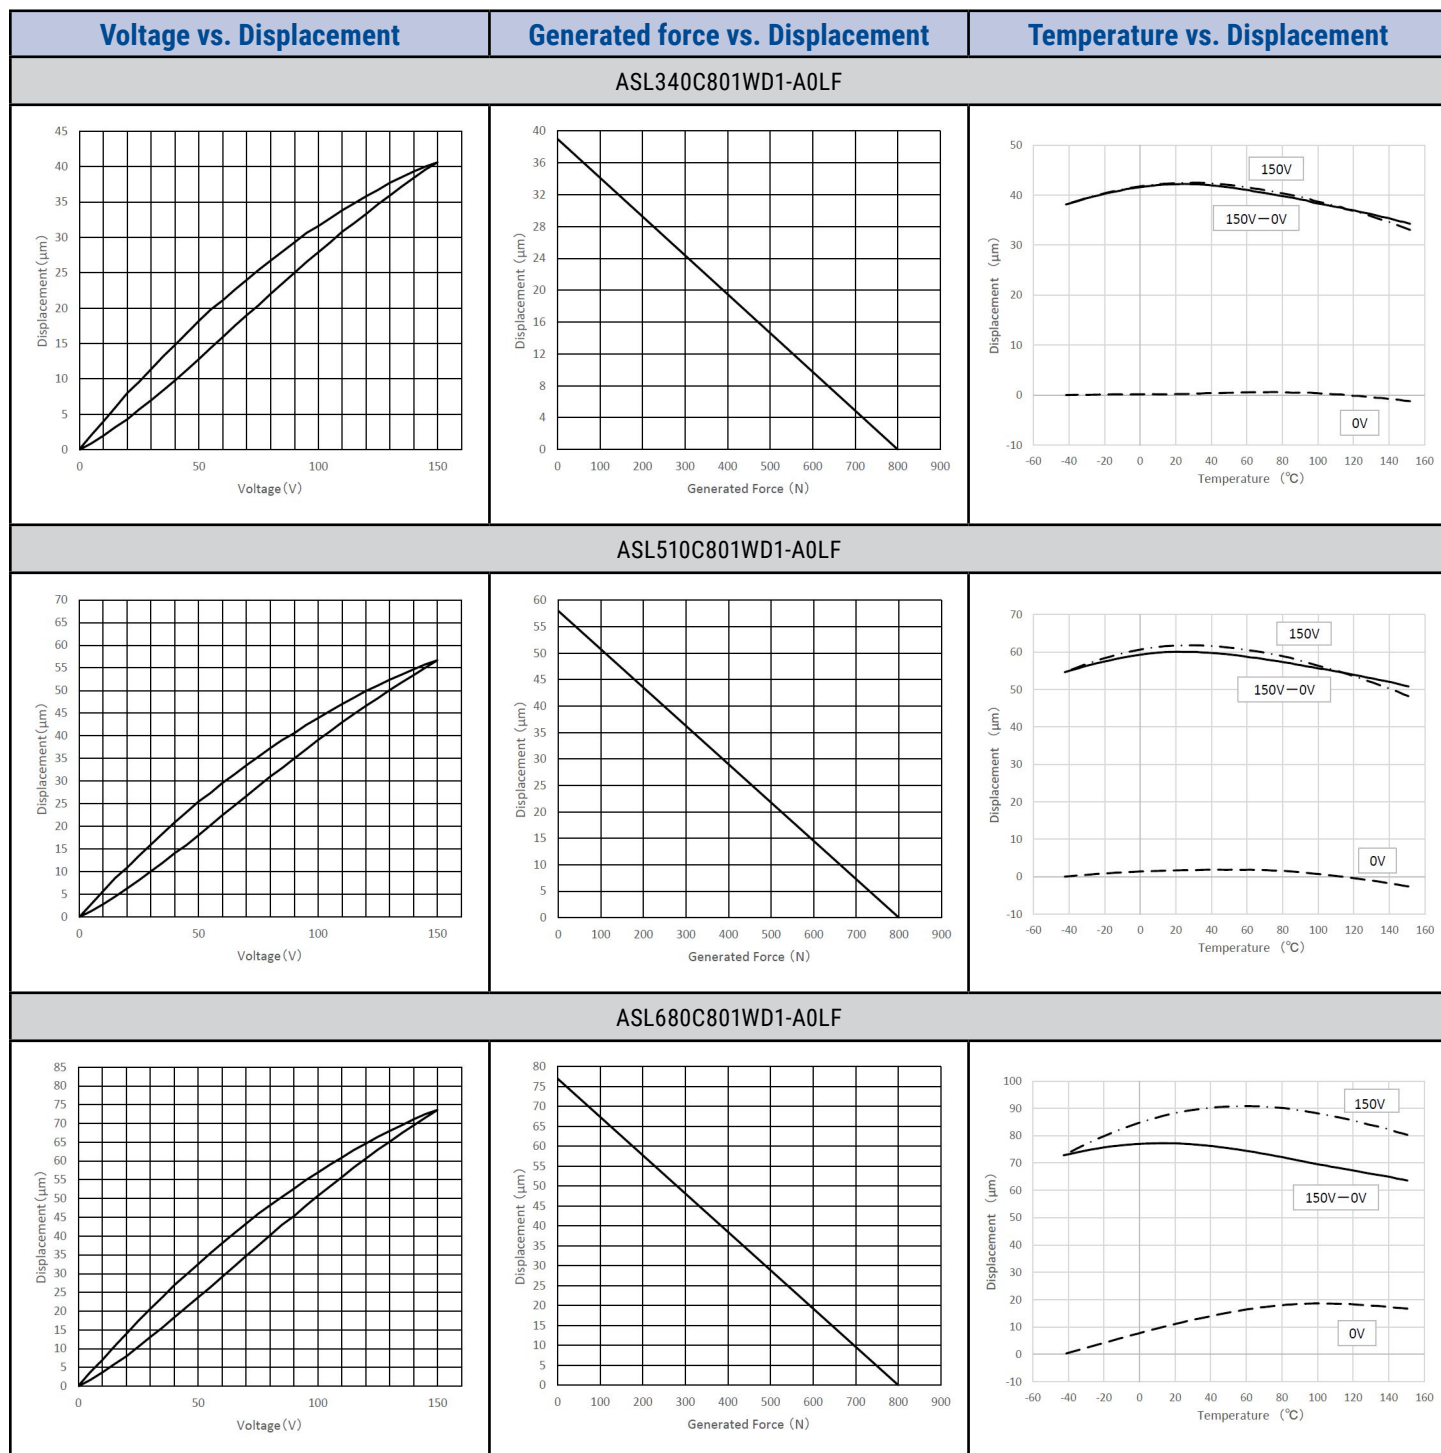 Voltage vs. Displacement
Generated force vs. Displacement
Temperature vs. Displacement
ASL340C801WD1-A0LF
45
40
35
30
25
20
15
10
5
0
Displacement(μm)
0 50 100 150
Voltage(V)
40
36
32
28
24
20
16
12
8
4
0
Displacement (μm)
0 100 200 300 400 500 600 700 800 900
Generated Force (N)
50
40
30
20
10
0
-10
Displacement (μm)
150V
150V－0V
0V
-60 -40 -20 0 20 40 60 80 100 120 140 160
Temperature (℃)
ASL510C801WD1-A0LF
70
65
60
55
50
45
40
35
30
25
20
15
10
5
0
Displacement(μm)
0 50 100 150
Voltage(V)
60
55
50
45
40
35
30
25
20
15
10
5
0
Displacement (μm)
0 100 200 300 400 500 600 700 800 900
Generated Force (N)
70
60
50
40
30
20
10
0
-10
Displacement (μm)
150V
150V－0V
0V
-60 -40 -20 0 20 40 60 80 100 120 140 160
Temperature (℃)
ASL680C801WD1-A0LF
85
80
75
70
65
60
55
50
45
40
35
30
25
20
15
10
5
0
Displacement(μm)
0 50 100 150
Voltage(V)
80
75
70
65
60
55
50
45
40
35
30
25
20
15
10
5
0
Displacement (μm)
0 100 200 300 400 500 600 700 800 900
Generated Force (N)
100
90
80
70
60
50
40
30
20
10
0
-10
Displacement (μm)
150V
150V－0V
0V
-60 -40 -20 0 20 40 60 80 100 120 140 160
Temperature (℃)